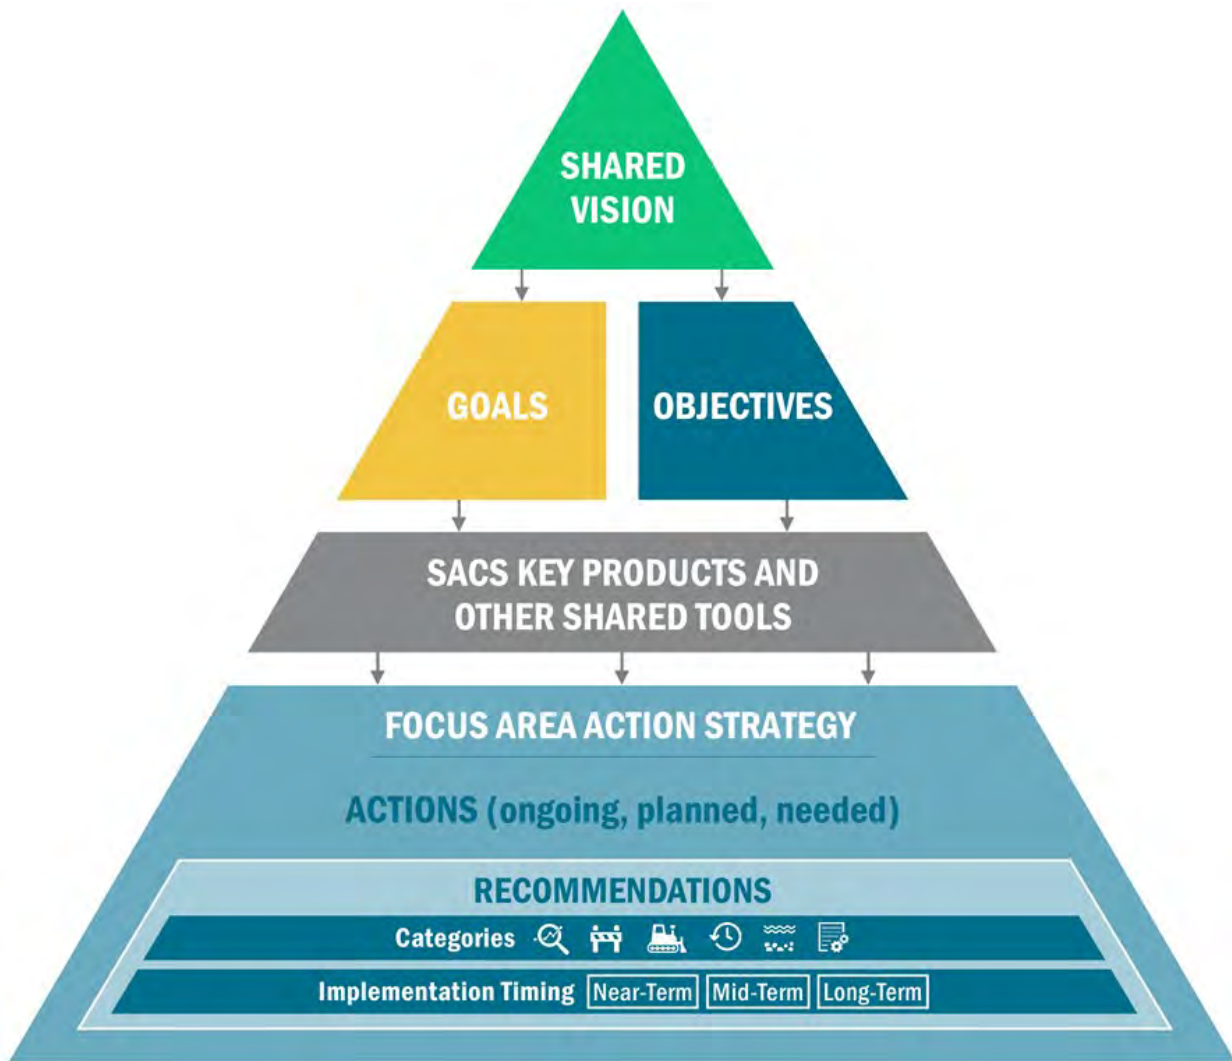 SHARED
VISION
GOALS
OBJECTIVES
SACS KEY PRODUCTS AND
OTHER SHARED TOOLS
FOCUS AREA ACTION STRATEGY
ACTIONS (ongoing, planned, needed)
RECOMMENDATIONS
Categories
Implementation Timing Near-Term Mid-Term Long-Term